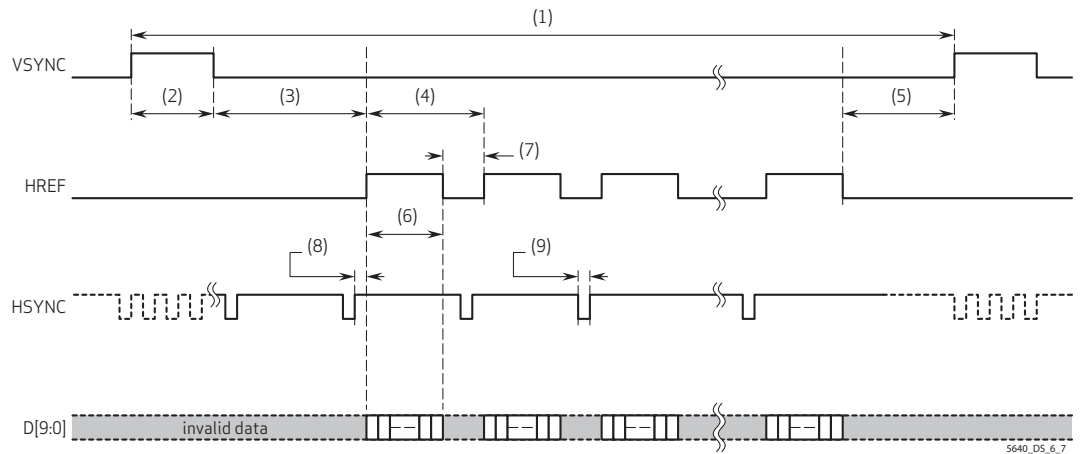 (1)
VSYNC
(2) (3) (4) (5)
(7)
HREF
(6)
(8) (9)
HSYNC
D[9:0] invalid data
5640_DS_6_7